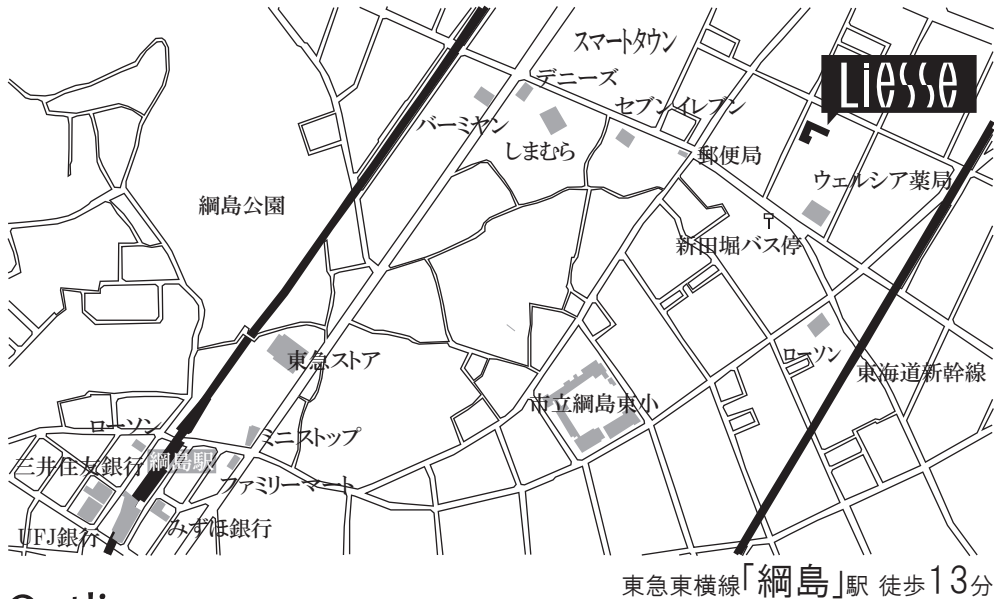 スマートタウン
デニーズ
Liesse
セブンイレブン
バーミヤン
しまむら
郵便局
ウェルシア薬局
綱島公園
新田堀バス停
東急ストア
ローソン
東海道新幹線
市立綱島東小
ローソン
ミニストップ
三井住友銀行
綱島駅
ファミリーマート
みずほ銀行
UFJ銀行
東急東横線「綱島」駅 徒歩13分